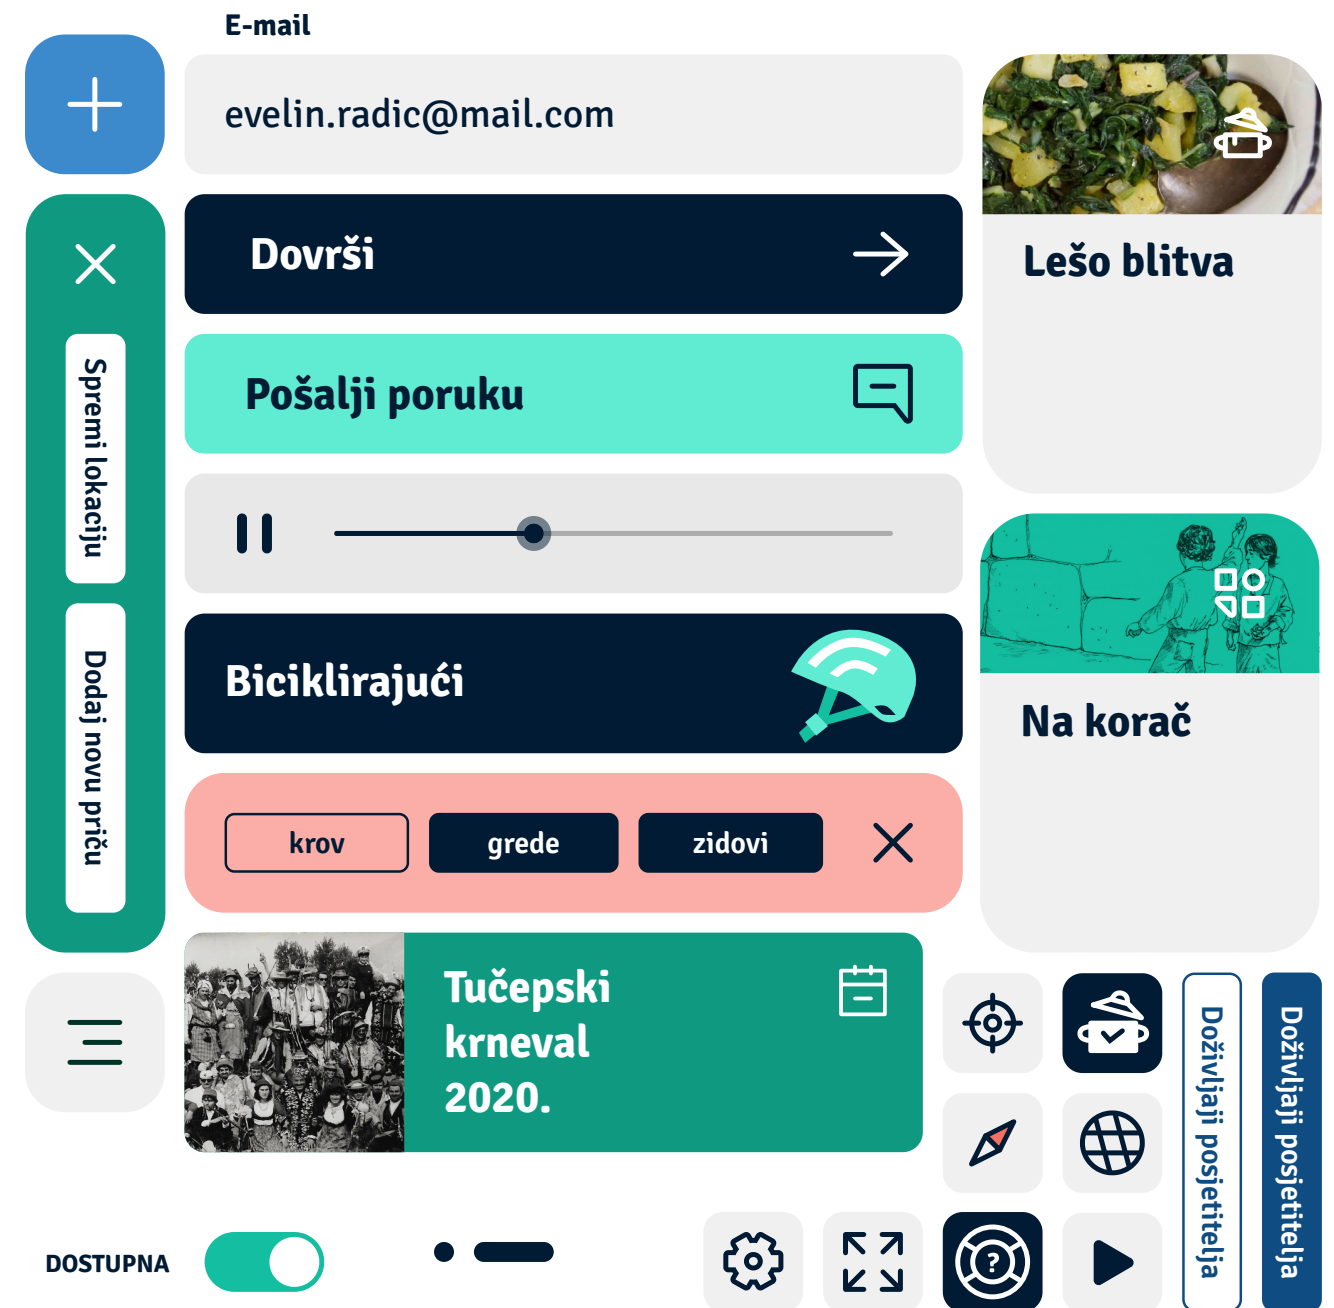 E-mail
evelin.radic@mail.com
Dovrši
Pošalji poruku
Biciklirajući
krov
grede
zidovi
Tučepski
krneval
2020.
Lešo blitva
Na korač
Spremi lokaciju
Dodaj novu priču
DOSTUPNA
?
Doživljaji posjetitelja
Doživljaji posjetitelja